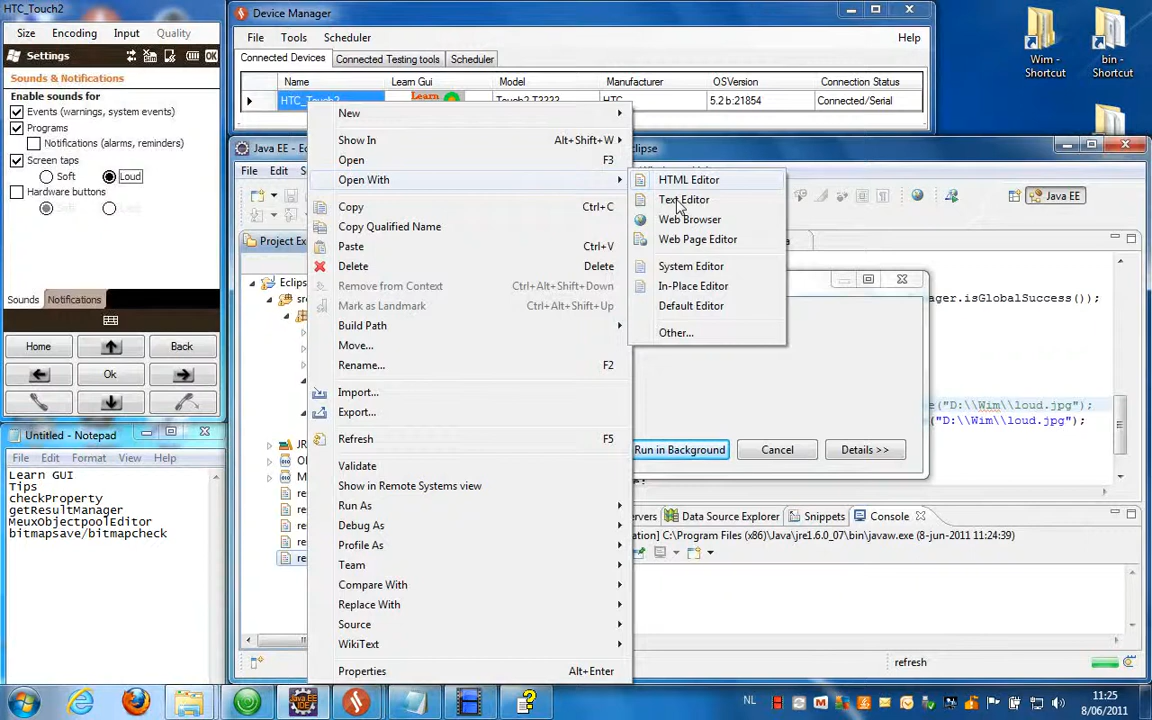 HTC_Touch2
Size Encoding Input Quality
Settings OK
Sounds & Notifications
Enable sounds for
Events (warnings, system events)
Programs
Notifications (alarms, reminders)
Screen taps
Soft Loud
Hardware buttons
Sounds Notifications
Home Back
Ok
Untitled - Notepad
File Edit Format View Help
Learn GUI
Tips
checkProperty
getResultManager
MeuxObjectpoolEditor
bitmapsave/bitmapcheck
Device Manager
File Tools Scheduler Help
Connected Devices Connected Testing tools Scheduler
Name Learn Gui Model Manufacturer OSVersion Connection Status
HTC_Touch2 Learn Touch2 T3333 HTC 5.2 b:21854 Connected/Serial
Java EE - Ec
clipse
File Edit
Java EE
Project Ex
Eclips
src
JR
New
Show In Alt+Shift+W
Open F3
Open With
Copy Ctrl+C
Copy Qualified Name
Paste Ctrl+V
Delete Delete
Remove from Context Ctrl+Alt+Shift+Down
Mark as Landmark Ctrl+Alt+Shift+Up
Build Path
Move...
Rename... F2
Import...
Export...
Refresh F5
Validate
Show in Remote Systems view
Run As
Debug As
Profile As
Team
Compare With
Replace With
Source
WikiText
Properties Alt+Enter
HTML Editor
Text Editor
Web Browser
Web Page Editor
System Editor
In-Place Editor
Default Editor
Other...
ager.isGlobalSuccess());
e("D:\\Wim\\loud.jpg");
("D:\\Wim\\loud.jpg");
Run in Background Cancel Details >>
ervers Data Source Explorer Snippets Console
ation] C:\Program Files (x86)\Java\jre1.6.0_07\bin\javaw.exe (8-jun-2011 11:24:39)
refresh
Wim - Shortcut
bin - Shortcut
NL
11:25
8/06/2011